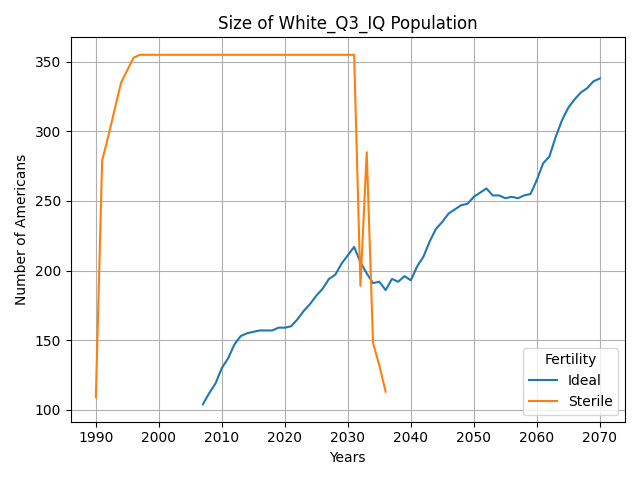 Size of White_Q3_IQ Population
Number of Americans
350
300
250
200
150
100
1990
2000
2010
2020
2030
2040
2050
2060
2070
Years
Fertility
Ideal
Sterile